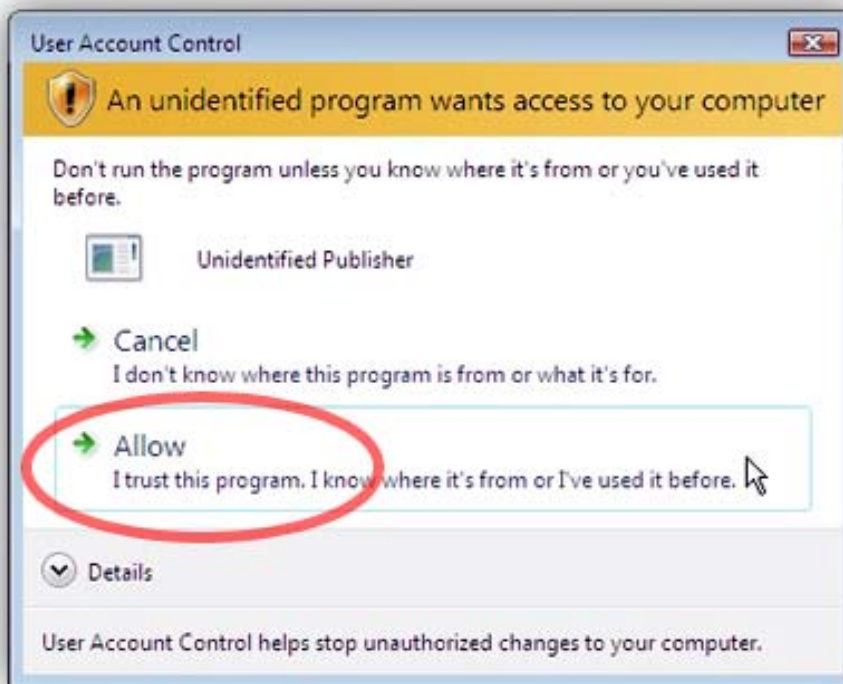 User Account Control
An unidentified program wants access to your computer
Don't run the program unless you know where it's from or you've used it
before.
Unidentified Publisher
Cancel
I don't know where this program is from or what it's for.
Allow
I trust this program. I know where it's from or I've used it before.
Details
User Account Control helps stop unauthorized changes to your computer.